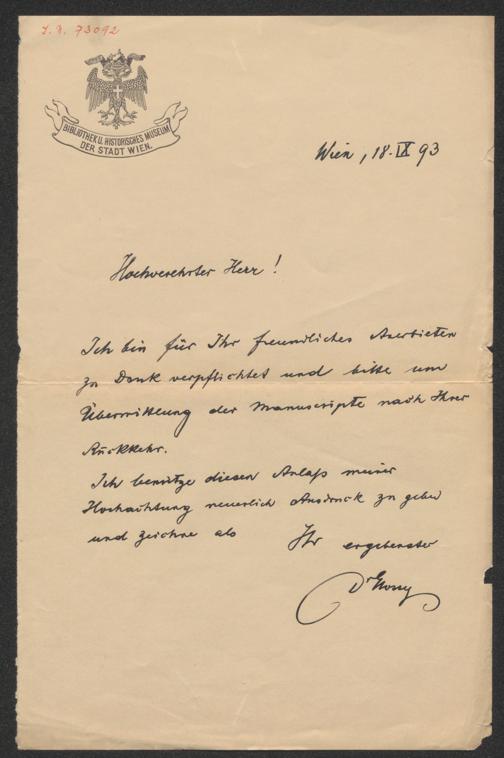 J. N. 73092
BIBLIOTHEK U. HISTORISCHES MUSEUM
DER STADT WIEN.
Wien, 18. IX 93
Hochverehrter Herr!
Ich bin für Ihr freundliches Anerbieten
zu Dank verpflichtet und bitte um
Übermittlung der Manuscripte nach Ihrer
Rückkehr.
Ich benütze diesen Anlaß meiner
Hochachtung neuerlich Ausdruck zu geben
und zeichne als Ihr ergebenster
Dr Glossy